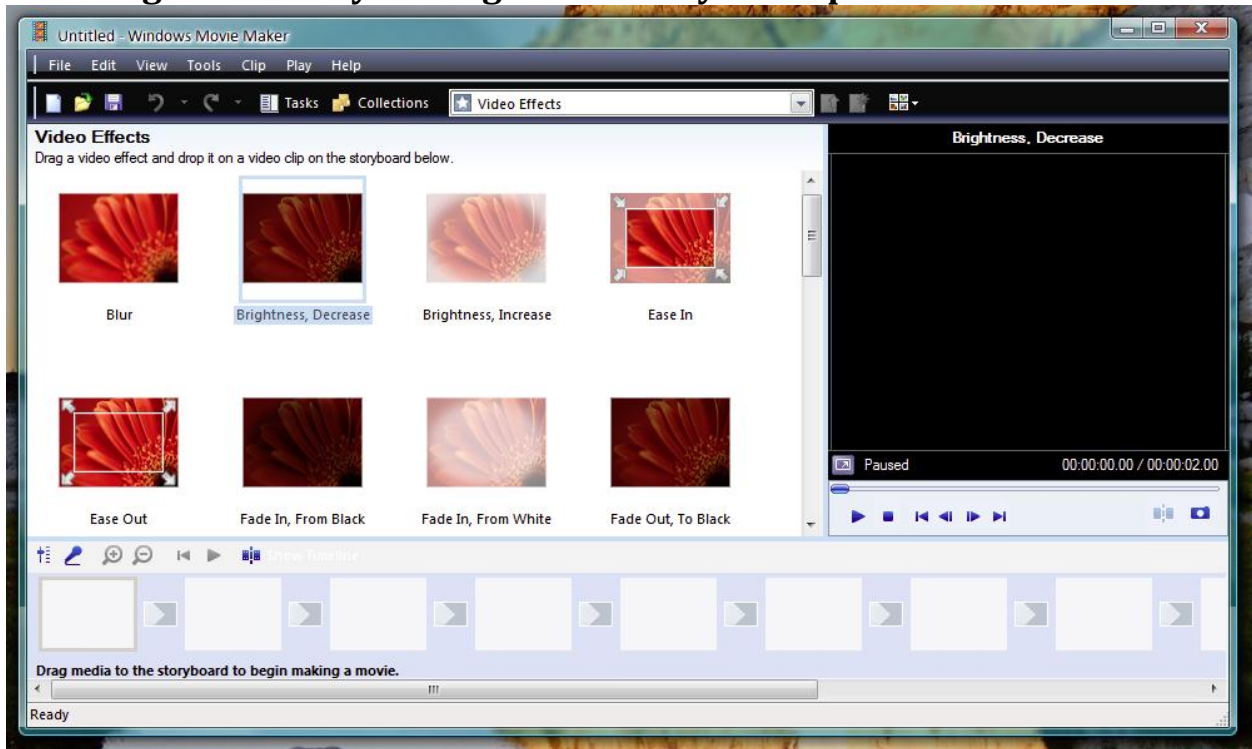 Untitled - Windows Movie Maker
File Edit View Tools Clip Play Help
Tasks Collections Video Effects
Video Effects
Drag a video effect and drop it on a video clip on the storyboard below.
Brightness, Decrease
Blur Brightness, Decrease Brightness, Increase Ease In
Paused 00:00:00.00 / 00:00:02.00
Ease Out Fade In, From Black Fade In, From White Fade Out, To Black
Show Timeline
Drag media to the storyboard to begin making a movie.
Ready